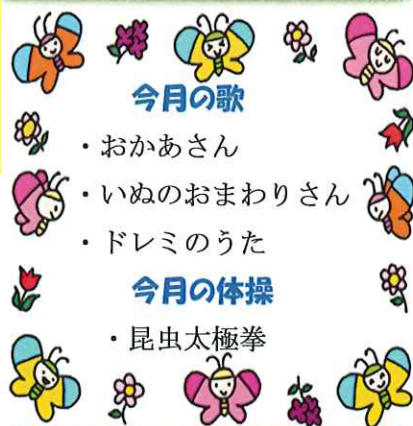 今月の歌
・おかあさん
・いぬのおまわりさん
・ドレミのうた
今月の体操
・昆虫太極拳